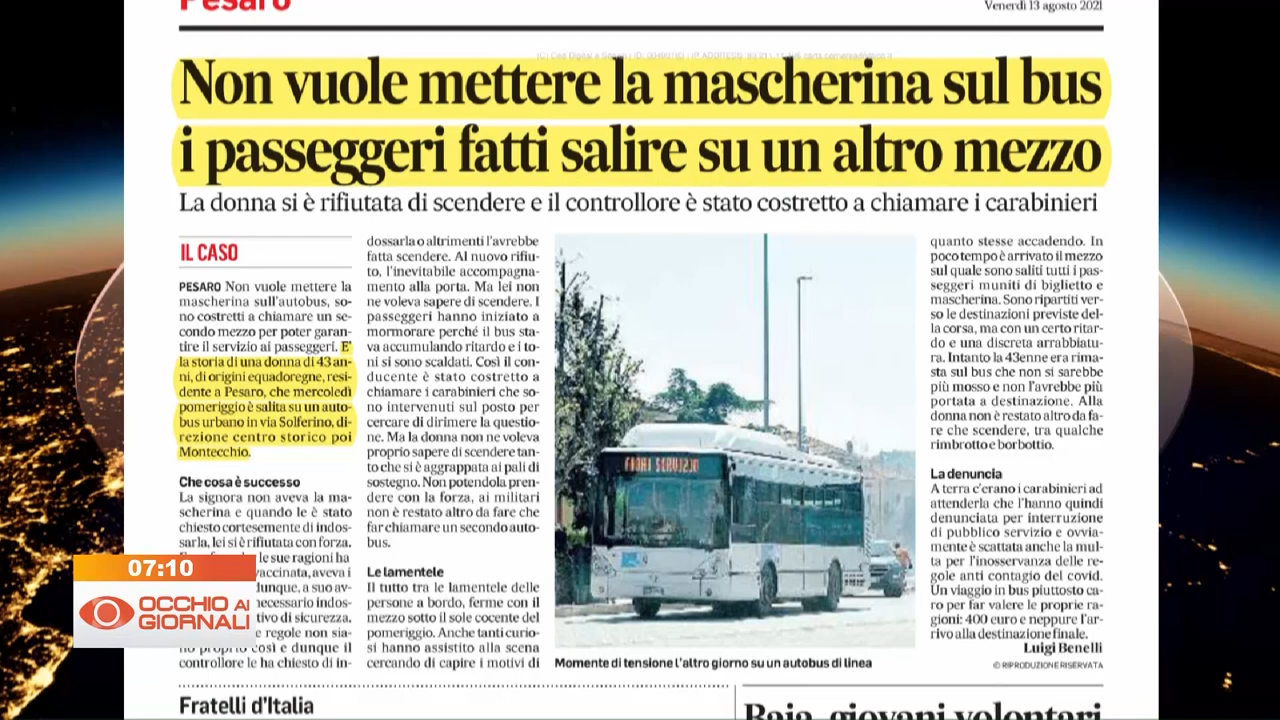 Pesaro
Venerdì 13 agosto 2021
Non vuole mettere la mascherina sul bus
i passeggeri fatti salire su un altro mezzo
La donna si è rifiutata di scendere e il controllore è stato costretto a chiamare i carabinieri
IL CASO
PESARO Non vuole mettere la
mascherina sull'autobus, so-
no costretti a chiamare un se-
condo mezzo per poter garan-
tire il servizio ai passeggeri. E'
la storia di una donna di 43 an-
ni, di origini equadoregne, resi-
dente a Pesaro, che mercoledì
pomeriggio è salita su un auto-
bus urbano in via Solferino, di-
rezione centro storico poi
Montecchio.
Che cosa è successo
La signora non aveva la ma-
scherina e quando le è stato
chiesto cortesemente di indos-
sarla, lei si è rifiutata con forza.
le sue ragioni ha
vaccinata, aveva i
dunque, a suo av-
necessario indos-
tivo di sicurezza.
e regole non sia-
no proprio così e dunque il
controllore le ha chiesto di in-
dossarla o altrimenti l'avrebbe
fatta scendere. Al nuovo rifiu-
to, l'inevitabile accompagna-
mento alla porta. Ma lei non
ne voleva sapere di scendere. I
passeggeri hanno iniziato a
mormorare perché il bus sta-
va accumulando ritardo e i to-
ni si sono scaldati. Così il con-
ducente è stato costretto a
chiamare i carabinieri che so-
no intervenuti sul posto per
cercare di dirimere la questio-
ne. Ma la donna non ne voleva
proprio sapere di scendere tan-
to che si è aggrappata ai pali di
sostegno. Non potendola pren-
dere con la forza, ai militari
non è restato altro da fare che
far chiamare un secondo auto-
bus.
Le lamentele
Il tutto tra le lamentele delle
persone a bordo, ferme con il
mezzo sotto il sole cocente del
pomeriggio. Anche tanti curio-
si hanno assistito alla scena
cercando di capire i motivi di
FUORI SERVIZIO
Momente di tensione l'altro giorno su un autobus di linea
quanto stesse accadendo. In
poco tempo è arrivato il mezzo
sul quale sono saliti tutti i pas-
seggeri muniti di biglietto e
mascherina. Sono ripartiti ver-
so le destinazioni previste del-
la corsa, ma con un certo ritar-
do e una discreta arrabbiatu-
ra. Intanto la 43enne era rima-
sta sul bus che non si sarebbe
più mosso e non l'avrebbe più
portata a destinazione. Alla
donna non è restato altro da fa-
re che scendere, tra qualche
rimbrotto e borbottio.
La denuncia
A terra c'erano i carabinieri ad
attenderla che l'hanno quindi
denunciata per interruzione
di pubblico servizio e ovvia-
mente è scattata anche la mul-
ta per l'inosservanza delle re-
gole anti contagio del covid.
Un viaggio in bus piuttosto ca-
ro per far valere le proprie ra-
gioni: 400 euro e neppure l'ar-
rivo alla destinazione finale.
Luigi Benelli
© RIPRODUZIONE RISERVATA
07:10
OCCHIO AI
GIORNALI
Fratelli d'Italia
Baia, giovani volontari